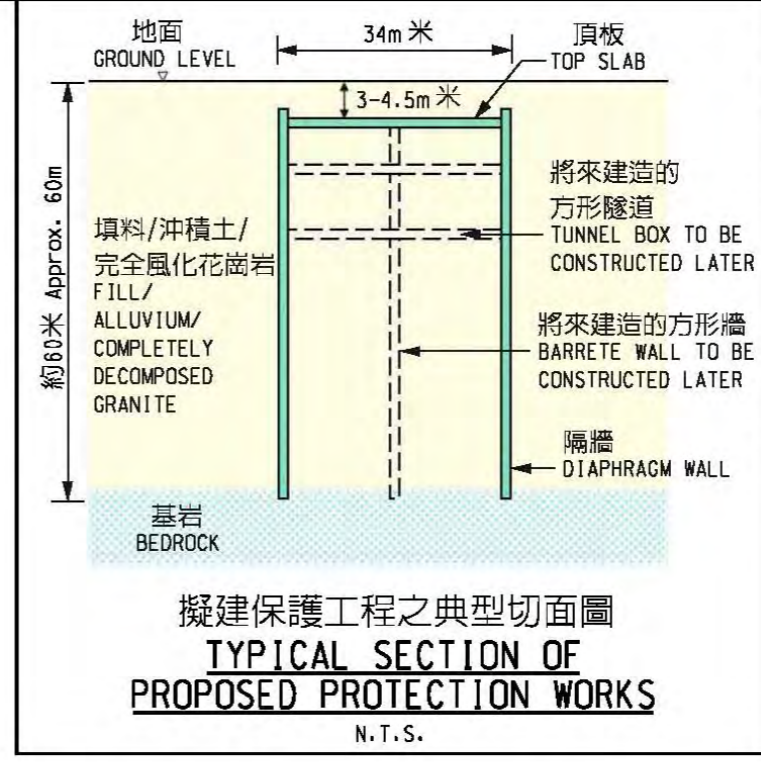 地面
GROUND LEVEL
34m 米
頂板
TOP SLAB
3-4.5m 米
約60米 Approx. 60m
填料/沖積土/
完全風化花崗岩
FILL/
ALLUVIUM/
COMPLETELY
DECOMPOSED
GRANITE
將來建造的
方形隧道
TUNNEL BOX TO BE
CONSTRUCTED LATER
將來建造的方形牆
BARRETE WALL TO BE
CONSTRUCTED LATER
隔牆
DIAPHRAGM WALL
基岩
BEDROCK
擬建保護工程之典型切面圖
TYPICAL SECTION OF
PROPOSED PROTECTION WORKS
N.T.S.